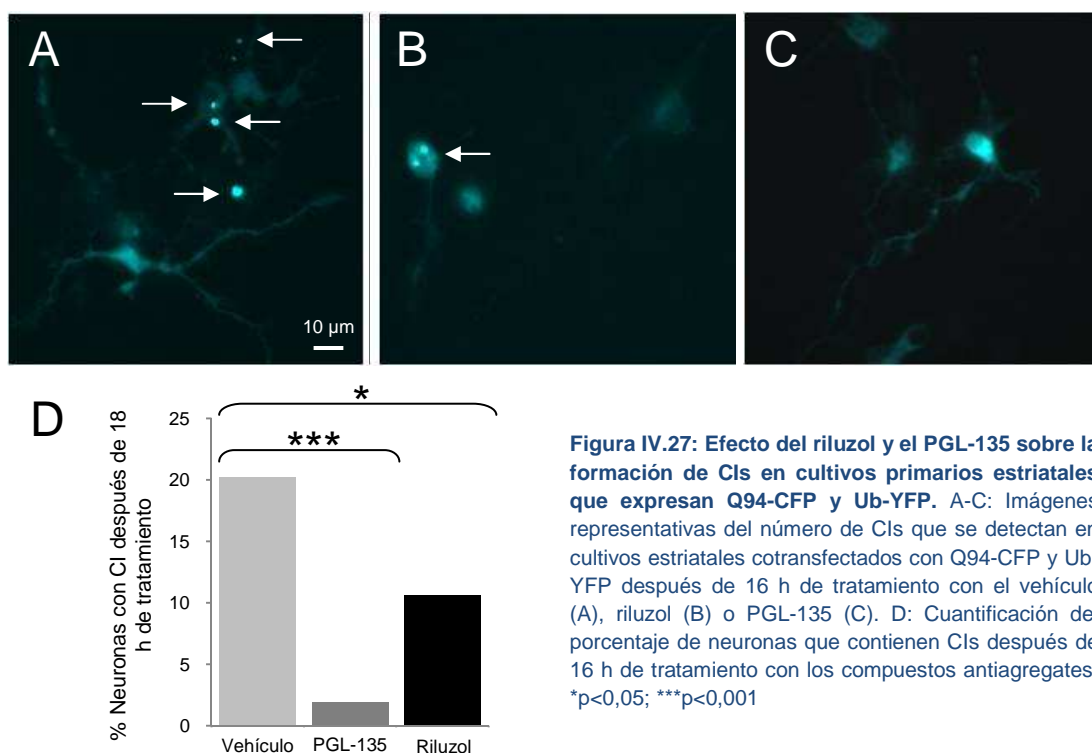 A
B
C
10 µm
D
% Neuronas con CI después de 18
h de tratamiento
25
20
15
10
5
0
***
*
Vehículo
PGL-135
Riluzol
Figura IV.27: Efecto del riluzol y el PGL-135 sobre la
formación de CIs en cultivos primarios estriatales
que expresan Q94-CFP y Ub-YFP. A-C: Imágenes
representativas del número de CIs que se detectan en
cultivos estriatales cotransfectados con Q94-CFP y Ub
YFP después de 16 h de tratamiento con el vehículo
(A), riluzol (B) o PGL-135 (C). D: Cuantificación de
porcentaje de neuronas que contienen CIs después de
16 h de tratamiento con los compuestos antiagregates
*p<0,05; ***p<0,001